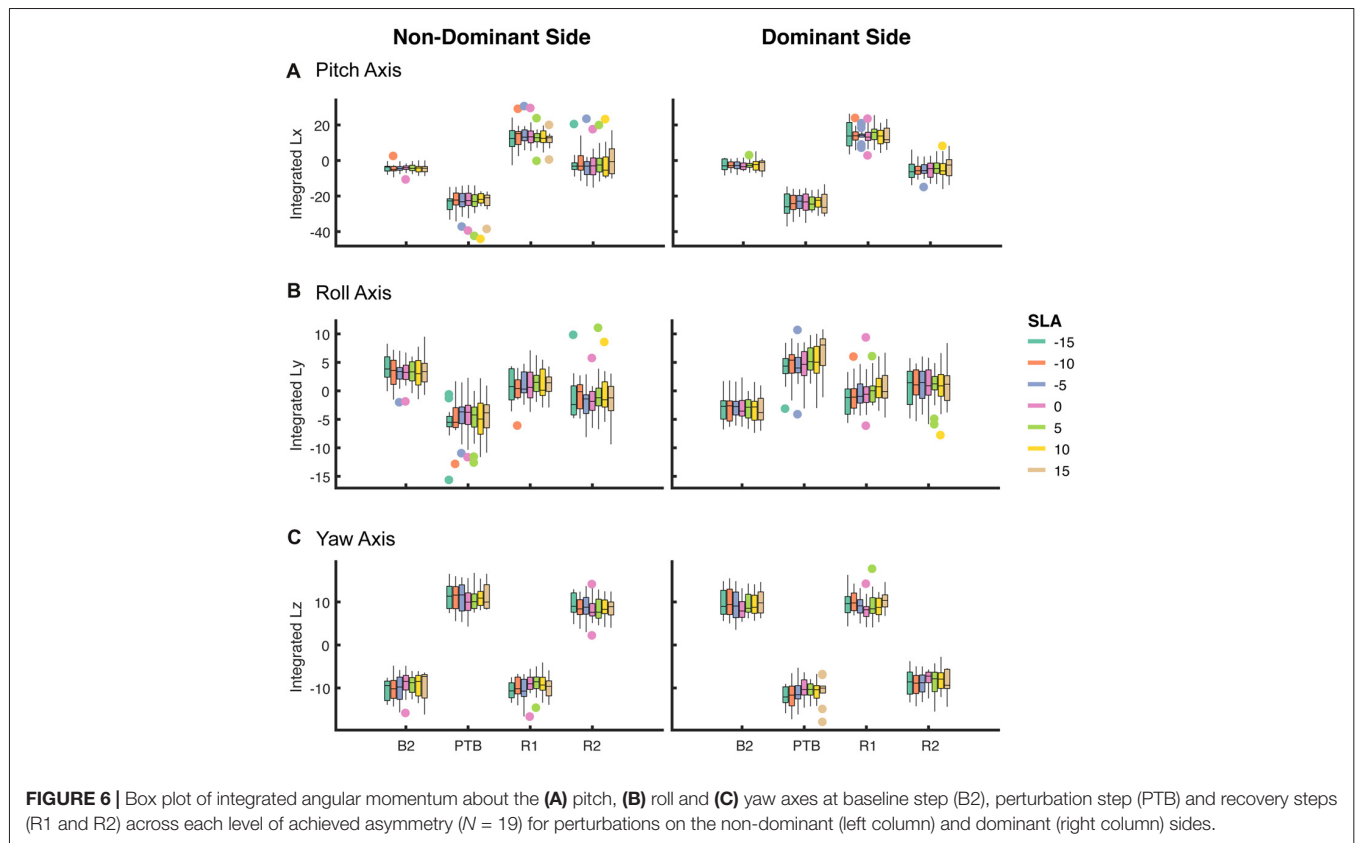 Non-Dominant Side
Dominant Side
A Pitch Axis
Integrated Lx
20
0
-20
-40
B Roll Axis
Integrated Ly
10
5
0
-5
-10
-15
SLA
-15
-10
-5
0
5
10
15
C Yaw Axis
Integrated Lz
10
0
-10
B2 PTB R1 R2
B2 PTB R1 R2
FIGURE 6 | Box plot of integrated angular momentum about the (A) pitch, (B) roll and (C) yaw axes at baseline step (B2), perturbation step (PTB) and recovery steps
(R1 and R2) across each level of achieved asymmetry (N = 19) for perturbations on the non-dominant (left column) and dominant (right column) sides.